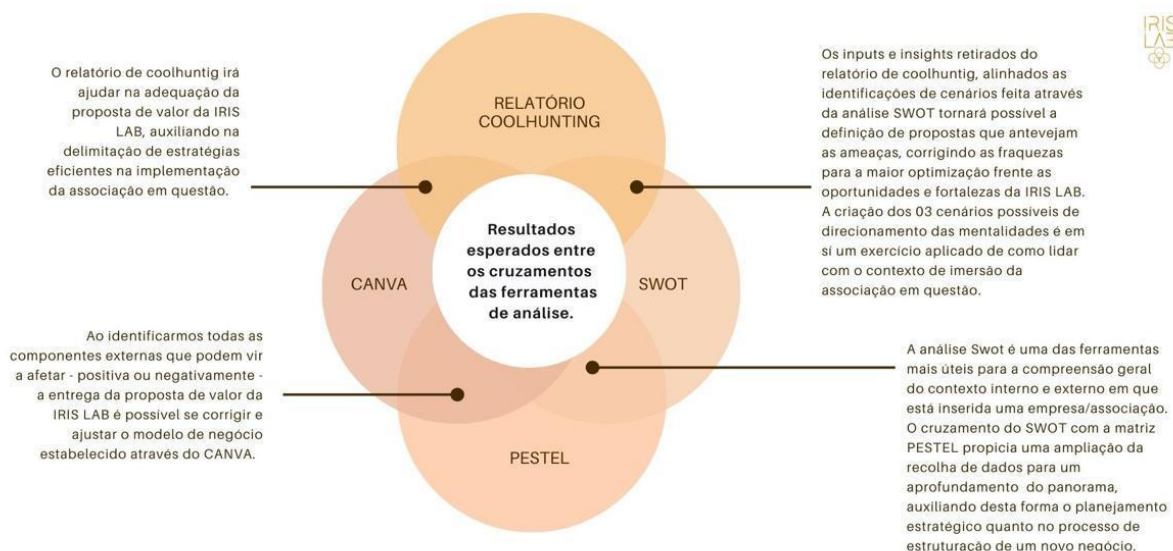 IRIS
LAB
O relatório de coolhuntig irá
ajudar na adequação da
proposta de valor da IRIS
LAB, auxiliando na
delimitação de estratégias
eficientes na implementação
da associação em questão.
RELATÓRIO
COOLHUNTING
Os inputs e insights retirados do
relatório de coolhuntig, alinhados as
identificações de cenários feita através
da análise SWOT tornará possível a
definição de propostas que antevejam
as ameaças, corrigindo as fraquezas
para a maior optimização frente as
oportunidades e fortalezas da IRIS LAB.
A criação dos 03 cenários possíveis de
direcionamento das mentalidades é em
sí um exercício aplicado de como lidar
com o contexto de imersão da
associação em questão.
CANVA
Resultados
esperados entre
os cruzamentos
das ferramentas
de análise.
SWOT
Ao identificarmos todas as
componentes externas que podem vir
a afetar - positiva ou negativamente -
a entrega da proposta de valor da
IRIS LAB é possível se corrigir e
ajustar o modelo de negócio
estabelecido através do CANVA.
PESTEL
A análise Swot é uma das ferramentas
mais úteis para a compreensão geral
do contexto interno e externo em que
está inserida uma empresa/associação.
O cruzamento do SWOT com a matriz
PESTEL propicia uma ampliação da
recolha de dados para um
aprofundamento do panorama,
auxiliando desta forma o planejamento
estratégico quanto no processo de
estruturação de um novo negócio.